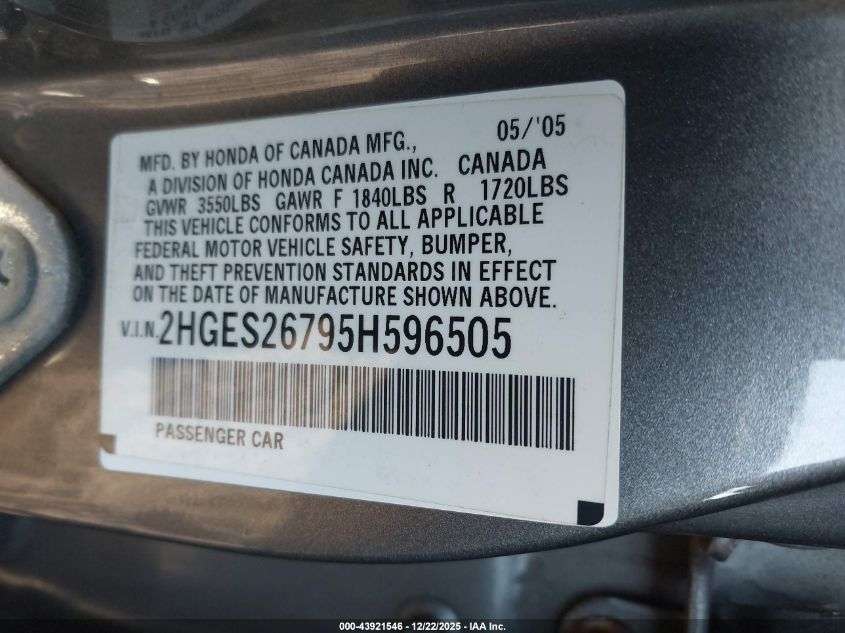 05/'05
MFD. BY HONDA OF CANADA MFG.,
A DIVISION OF HONDA CANADA INC. CANADA
GVWR 3550LBS GAWR F 1840LBS R 1720LBS
THIS VEHICLE CONFORMS TO ALL APPLICABLE
FEDERAL MOTOR VEHICLE SAFETY, BUMPER,
AND THEFT PREVENTION STANDARDS IN EFFECT
ON THE DATE OF MANUFACTURE SHOWN ABOVE.
V.I.N. 2HGES26795H596505
PASSENGER CAR
000-43921546 - 12/22/2025 - IAA Inc.